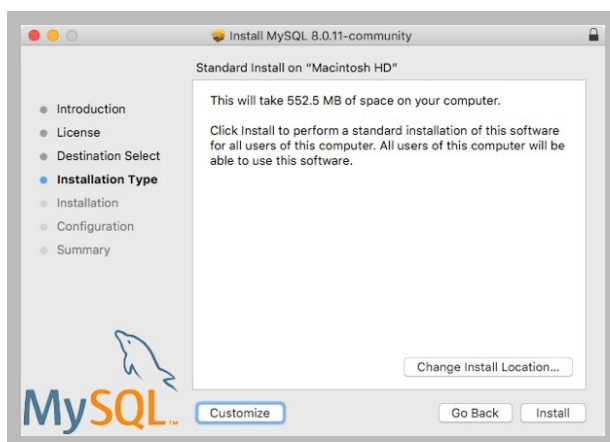 Install MySQL 8.0.11-community
Standard Install on "Macintosh HD"
Introduction
License
Destination Select
Installation Type
Installation
Configuration
Summary
This will take 552.5 MB of space on your computer.
Click Install to perform a standard installation of this software
for all users of this computer. All users of this computer will be
able to use this software.
Change Install Location...
MySQL™
Customize
Go Back
Install